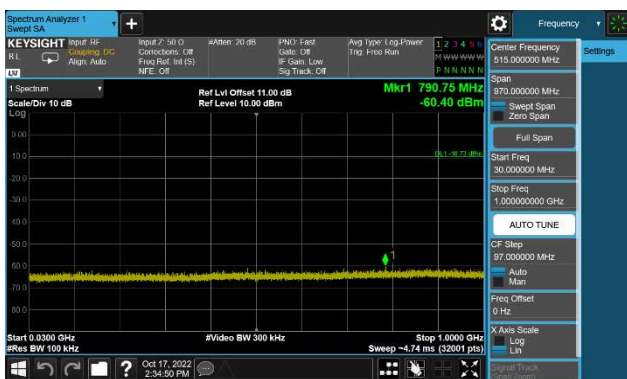 Spectrum Analyzer 1
Swept SA
Frequency
Settings
KEYSIGHT
RL
Input: RF
Coupling: DC
Align: Auto
Input Z: 50 Ω
Corrections: Off
Freq Ref: Int (S)
NFE: Off
#Atten: 20 dB
PNO: Fast
Gate: Off
IF Gain: Low
Sig Track: Off
Avg Type: Log-Power
Trig: Free Run
1 2 3 4 5 6
M W W W W W
P N N N N N
1 Spectrum
Scale/Div 10 dB
Log
Ref Lvl Offset 11.00 dB
Ref Level 10.00 dBm
Mkr1 790.75 MHz
-60.40 dBm
0.00
-10.0
-20.0
-30.0
-40.0
-50.0
-60.0
-70.0
-80.0
1
Start 0.0300 GHz
#Res BW 100 kHz
#Video BW 300 kHz
Stop 1.0000 GHz
Sweep ~4.74 ms (32001 pts)
Center Frequency
515.000000 MHz
Span
970.000000 MHz
Swept Span
Zero Span
Full Span
Start Freq
30.000000 MHz
Stop Freq
1.000000000 GHz
AUTO TUNE
CF Step
97.000000 MHz
Auto
Man
Freq Offset
0 Hz
X Axis Scale
Log
Lin
Signal Track
(Span Zoom)
?
Oct 17, 2022
2:34:50 PM